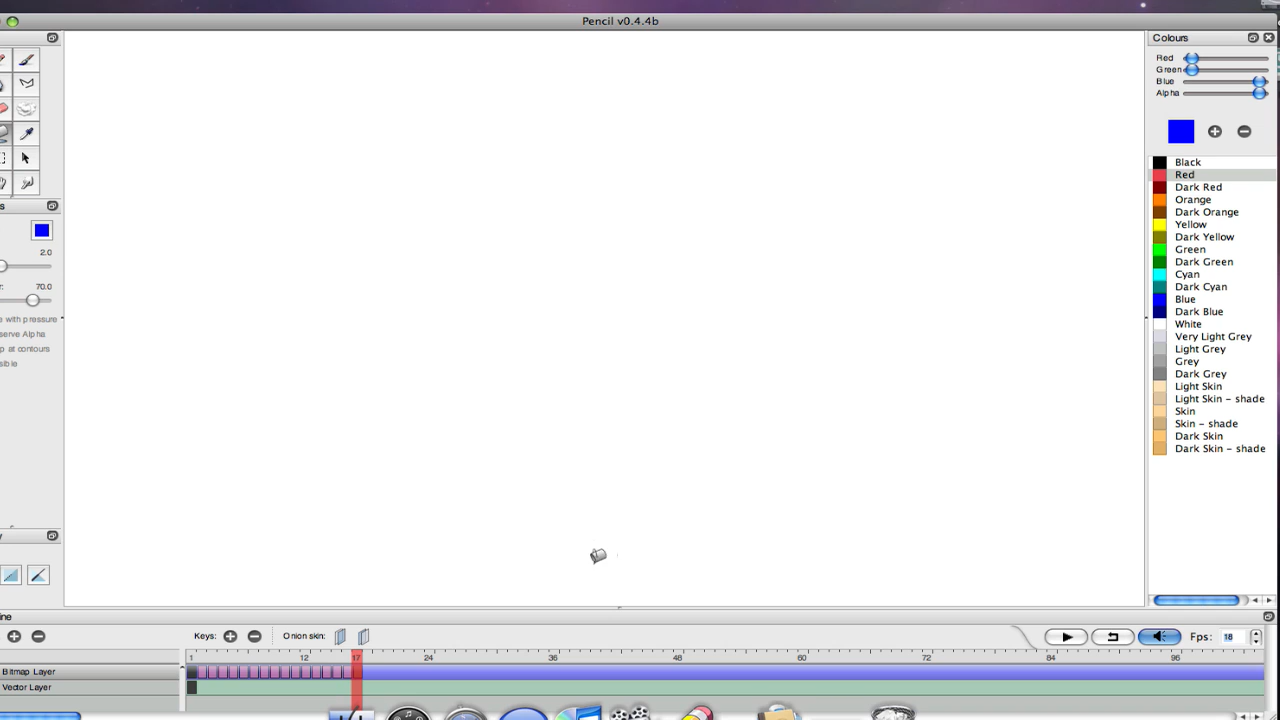 Pencil v0.4.4b
Colours
Red
Green
Blue
Alpha
Black
Red
Dark Red
Orange
Dark Orange
Yellow
Dark Yellow
Green
Dark Green
Cyan
Dark Cyan
Blue
Dark Blue
White
Very Light Grey
Light Grey
Grey
Dark Grey
Light Skin
Light Skin - shade
Skin
Skin - shade
Dark Skin
Dark Skin - shade
s
2.0
r: 70.0
e with pressure
serve Alpha
p at contours
sible
y
ine
Keys:
Onion skin:
Fps: 18
1 12 17 24 36 48 60 72 84 96
Bitmap Layer
Vector Layer